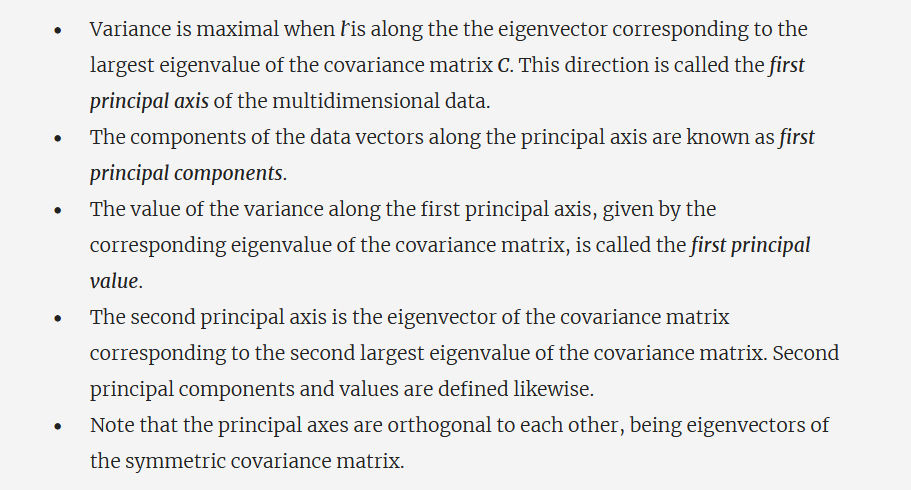 • Variance is maximal when r̂ is along the the eigenvector corresponding to the
largest eigenvalue of the covariance matrix C. This direction is called the first
principal axis of the multidimensional data.
• The components of the data vectors along the principal axis are known as first
principal components.
• The value of the variance along the first principal axis, given by the
corresponding eigenvalue of the covariance matrix, is called the first principal
value.
• The second principal axis is the eigenvector of the covariance matrix
corresponding to the second largest eigenvalue of the covariance matrix. Second
principal components and values are defined likewise.
• Note that the principal axes are orthogonal to each other, being eigenvectors of
the symmetric covariance matrix.